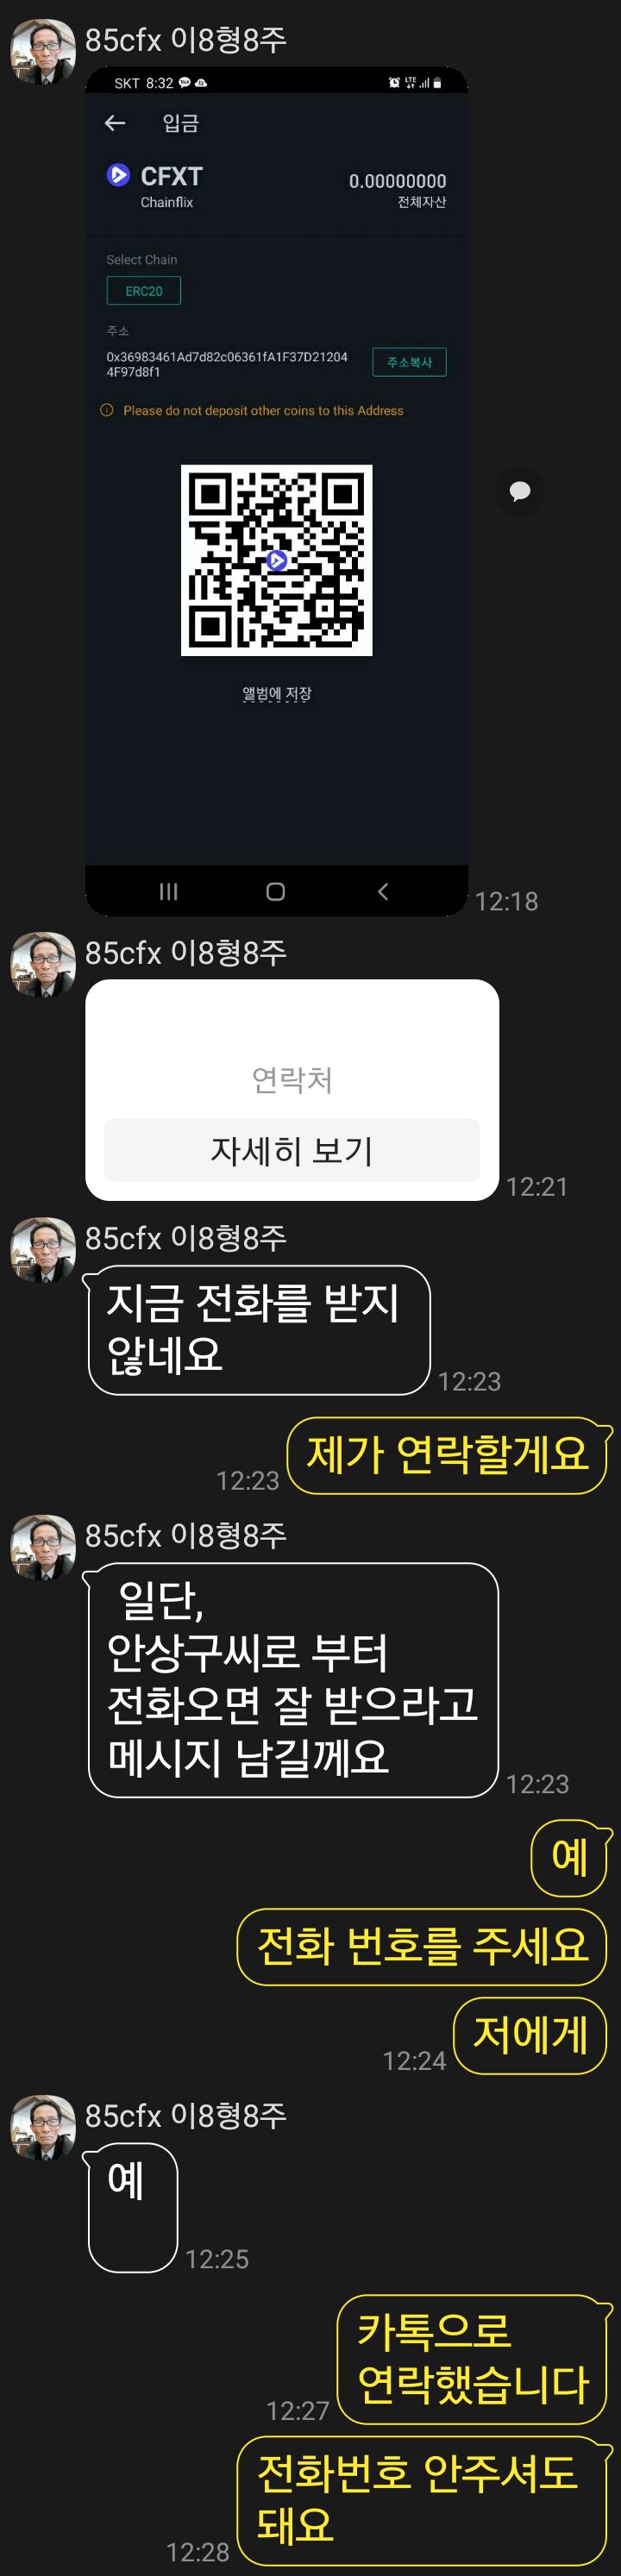 85cfx 이8형8주
SKT 8:32
LTE
입금
CFXT
Chainflix
0.00000000
전체자산
Select Chain
ERC20
주소
0x36983461Ad7d82c06361fA1F37D21204
4F97d8f1
주소복사
Please do not deposit other coins to this Address
앨범에 저장
12:18
85cfx 이8형8주
연락처
자세히 보기
12:21
85cfx 이8형8주
지금 전화를 받지
않네요
12:23
제가 연락할게요
12:23
85cfx 이8형8주
일단,
안상구씨로 부터
전화오면 잘 받으라고
메시지 남길께요
12:23
예
전화 번호를 주세요
저에게
12:24
85cfx 이8형8주
예
12:25
카톡으로
연락했습니다
12:27
전화번호 안주셔도
돼요
12:28